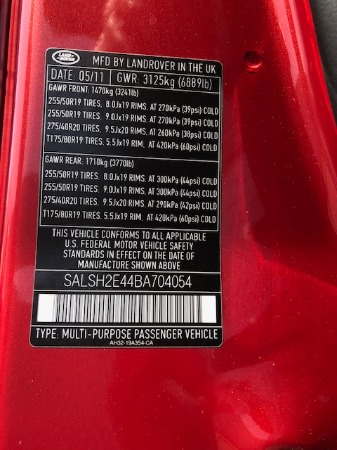 LAND ROVER
MFD BY LANDROVER IN THE UK
DATE: 05/11 GWR: 3125kg (6889lb)
GAWR FRONT: 1470kg (3241lb)
255/50R19 TIRES. 8.0Jx19 RIMS. AT 270kPa (39psi) COLD
255/50R19 TIRES. 9.0Jx19 RIMS. AT 270kPa (39psi) COLD
275/40R20 TIRES. 9.5Jx20 RIMS. AT 260kPa (38psi) COLD
T175/80R19 TIRES. 5.5Jx19 RIM. AT 420kPa (60psi) COLD
GAWR REAR: 1710kg (3770lb)
255/50R19 TIRES. 8.0Jx19 RIMS. AT 300kPa (44psi) COLD
255/50R19 TIRES. 9.0Jx19 RIMS. AT 300kPa (44psi) COLD
275/40R20 TIRES. 9.5Jx20 RIMS. AT 290kPa (42psi) COLD
T175/80R19 TIRES. 5.5Jx19 RIM. AT 420kPa (60psi) COLD
THIS VEHICLE CONFORMS TO ALL APPLICABLE
U.S. FEDERAL MOTOR VEHICLE SAFETY
STANDARDS IN EFFECT ON THE DATE OF
MANUFACTURE SHOWN ABOVE
SALSH2E44BA704054
TYPE: MULTI-PURPOSE PASSENGER VEHICLE
AH32-19A354-CA